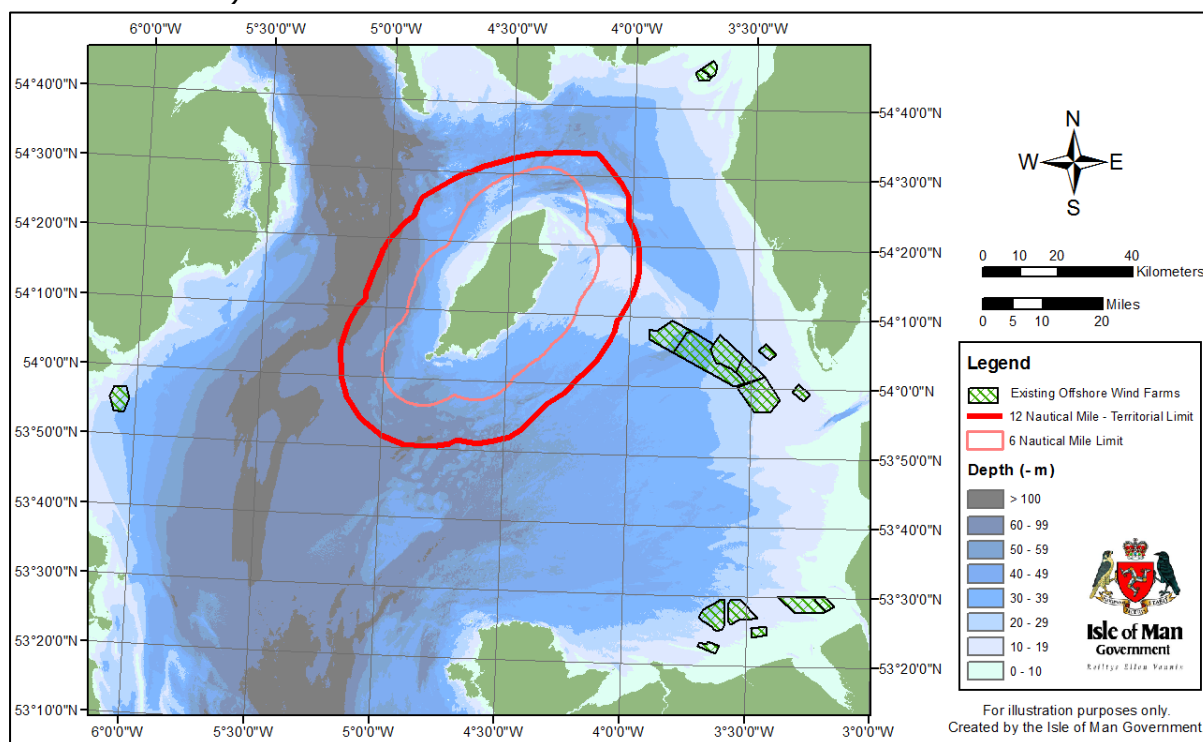 )
6°0'0"W 5°30'0"W 5°0'0"W 4°30'0"W 4°0'0"W 3°30'0"W
54°40'0"N
54°30'0"N
54°20'0"N
54°10'0"N
54°0'0"N
53°50'0"N
53°40'0"N
53°30'0"N
53°20'0"N
53°10'0"N
54°40'0"N
54°30'0"N
54°20'0"N
54°10'0"N
54°0'0"N
53°50'0"N
53°40'0"N
53°30'0"N
53°20'0"N
6°0'0"W 5°30'0"W 5°0'0"W 4°30'0"W 4°0'0"W 3°30'0"W 3°0'0"W
N
W E
S
0 10 20 40
Kilometers
Miles
0 5 10 20
Legend
Existing Offshore Wind Farms
12 Nautical Mile - Territorial Limit
6 Nautical Mile Limit
Depth (- m)
> 100
60 - 99
50 - 59
40 - 49
30 - 39
20 - 29
10 - 19
0 - 10
Isle of Man
Government
Reiltys Ellan Vannin
For illustration purposes only.
Created by the Isle of Man Government